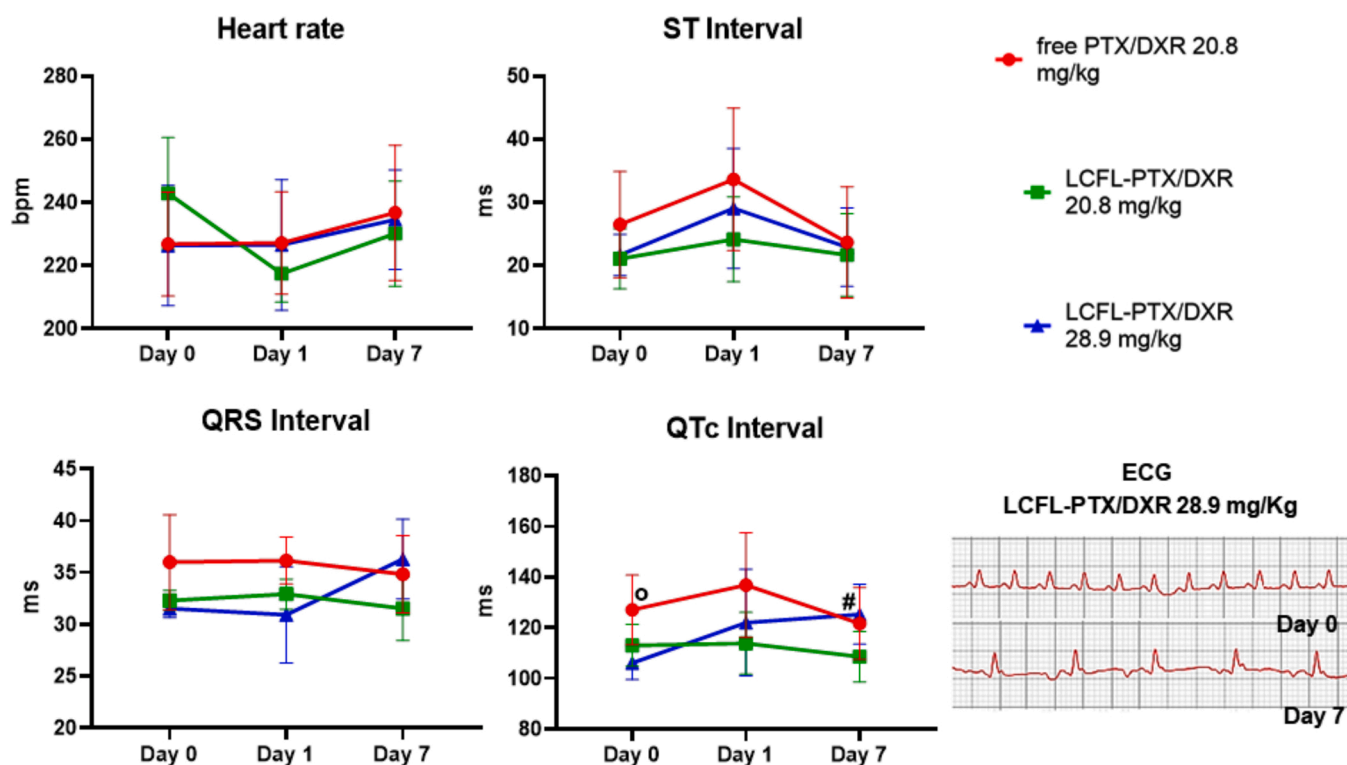 Heart rate
280
260
240
220
200
bpm
Day 0 Day 1 Day 7
ST Interval
50
40
30
20
10
ms
Day 0 Day 1 Day 7
free PTX/DXR 20.8
mg/kg
LCFL-PTX/DXR
20.8 mg/kg
LCFL-PTX/DXR
28.9 mg/kg
QRS Interval
45
40
35
30
25
20
ms
Day 0 Day 1 Day 7
QTc Interval
180
160
140
120
100
80
ms
o
#
Day 0 Day 1 Day 7
ECG
LCFL-PTX/DXR 28.9 mg/Kg
Day 0
Day 7